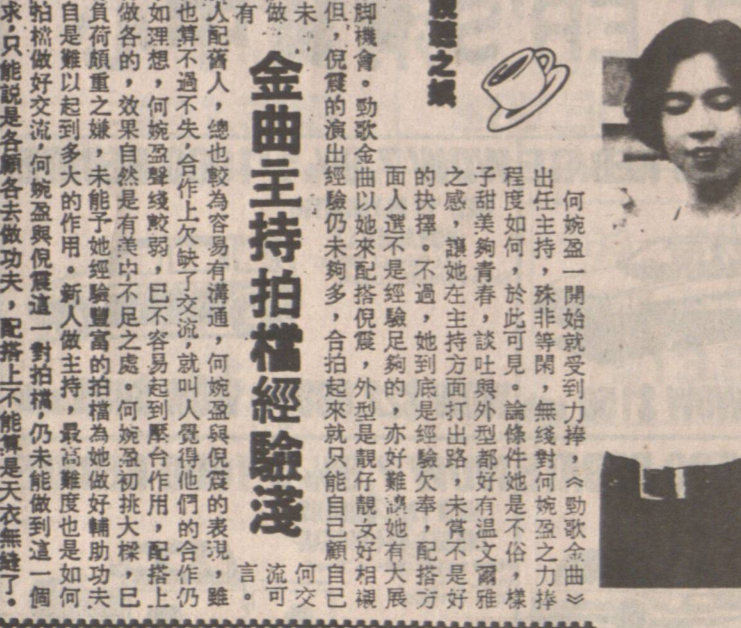 聽之娛
金曲主持拍檔經驗淺
何婉盈一開始就受到力捧，《勁歌金曲》
出任主持，殊非等閑，無綫對何婉盈之力捧
程度如何，於此可見。論條件她是不俗，樣
子甜美夠青春，談吐與外型都好有温文爾雅
之感，讓她在主持方面打出路，未嘗不是好
的抉擇。不過，她到底是經驗欠奉，配搭方
面人選不是經驗足夠的，亦好難讓她有大展
脚機會。勁歌金曲以她來配搭倪震，外型是靚仔靚女好相襯
但，倪震的演出經驗仍未夠多，合拍起來就只能自己顧自己
未
何交
做
流可
有
言。
人配舊人，總也較為容易有溝通，何婉盈與倪震的表現，雖
也算不過不失，合作上欠缺了交流，就叫人覺得他們的合作仍
如理想，何婉盈聲綫較弱，已不容易起到壓台作用，配搭上
做各的，效果自然是有美中不足之處。何婉盈初挑大樑，已
負荷頗重之嫌，未能予她經驗豐富的拍檔為她做好輔助功夫
自是難以起到多大的作用。新人做主持，最高難度也是如何
拍檔做好交流，何婉盈與倪震這一對拍檔，仍未能做到這一個
求，只能說是各顧各去做功夫，配搭上不能算是天衣無縫了。